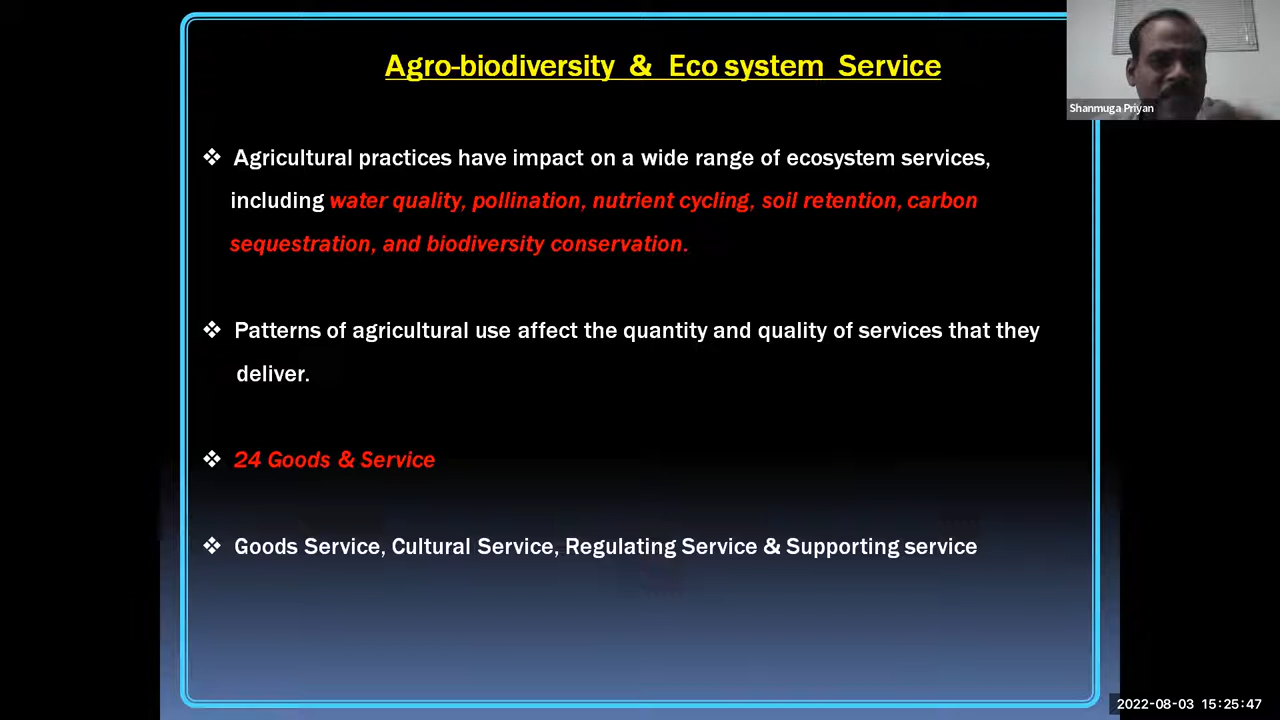 Agro-biodiversity & Eco system Service
Shanmuga Priyan
❖ Agricultural practices have impact on a wide range of ecosystem services,
including water quality, pollination, nutrient cycling, soil retention, carbon
sequestration, and biodiversity conservation.
❖ Patterns of agricultural use affect the quantity and quality of services that they
deliver.
❖ 24 Goods & Service
❖ Goods Service, Cultural Service, Regulating Service & Supporting service
2022-08-03 15:25:47